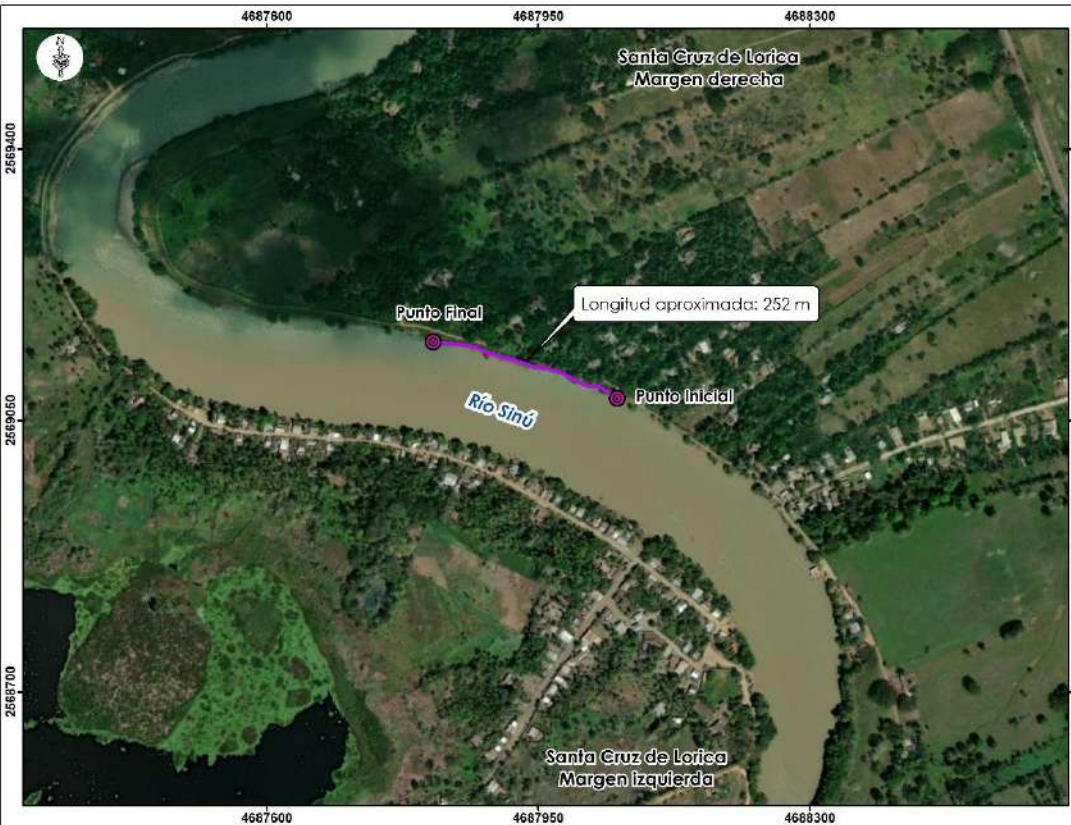 4687600 4687950 4688300
Santa Cruz de Lorica
Margen derecha
2569400
Punto Final
Longitud aproximada: 252 m
Punto Inicial
Río Sinú
2569050
2568700
Santa Cruz de Lorica
Margen izquierda
4687600 4687950 4688300